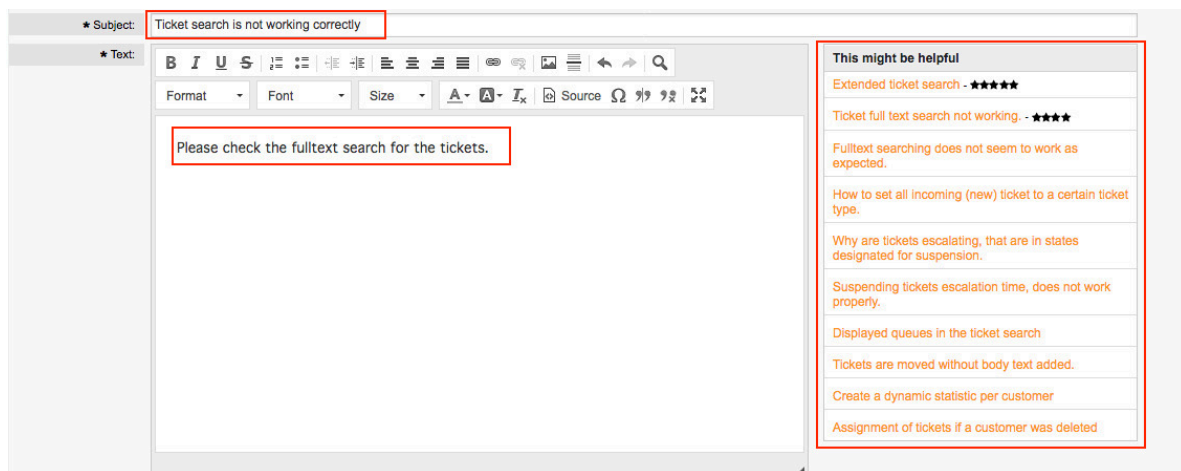 * Subject: Ticket search is not working correctly
* Text:
B I U S
Format Font Size A A Ix Source Ω
Please check the fulltext search for the tickets.
This might be helpful
Extended ticket search - ★★★★★
Ticket full text search not working. - ★★★★
Fulltext searching does not seem to work as
expected.
How to set all incoming (new) ticket to a certain ticket
type.
Why are tickets escalating, that are in states
designated for suspension.
Suspending tickets escalation time, does not work
properly.
Displayed queues in the ticket search
Tickets are moved without body text added.
Create a dynamic statistic per customer
Assignment of tickets if a customer was deleted